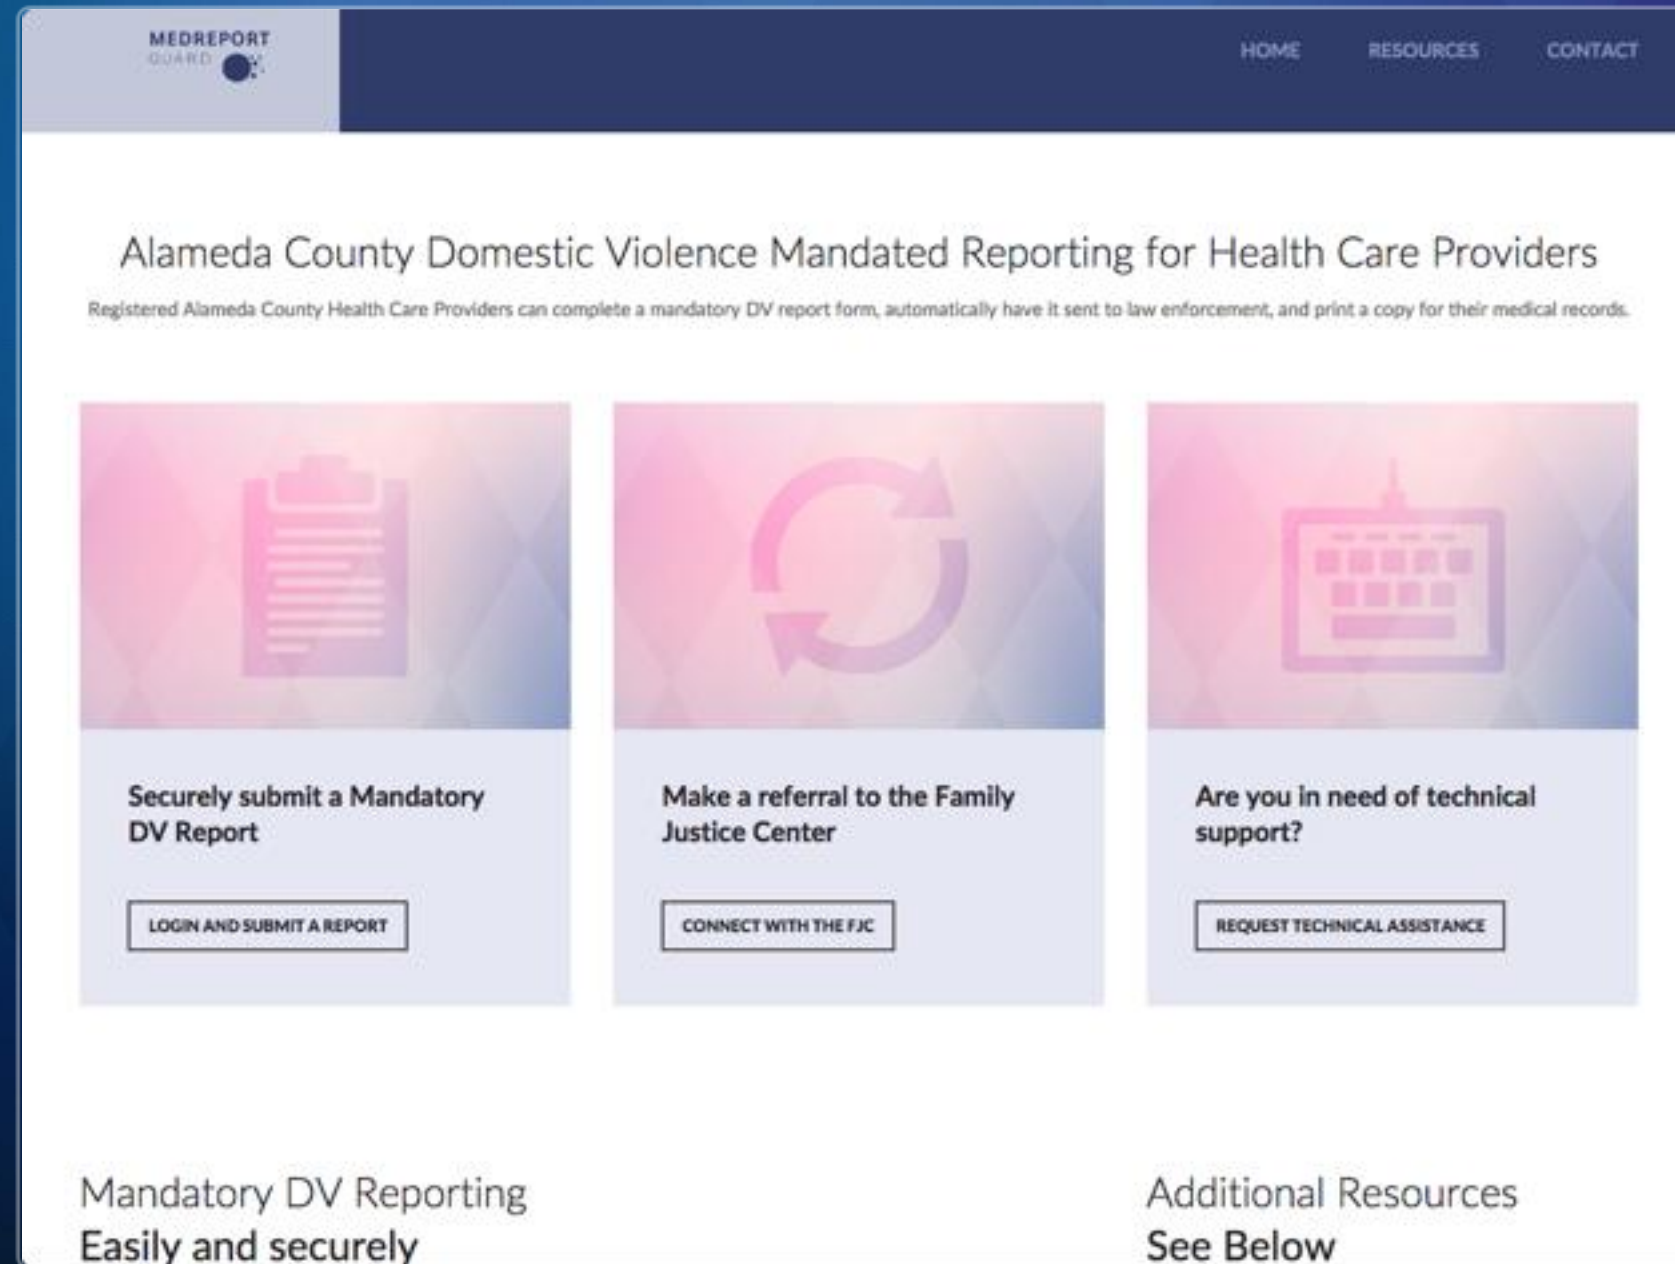 MEDREPORT
GUARD
HOME
RESOURCES
CONTACT
Alameda County Domestic Violence Mandated Reporting for Health Care Providers
Registered Alameda County Health Care Providers can complete a mandatory DV report form, automatically have it sent to law enforcement, and print a copy for their medical records.
Securely submit a Mandatory
DV Report
LOGIN AND SUBMIT A REPORT
Make a referral to the Family
Justice Center
CONNECT WITH THE FJC
Are you in need of technical
support?
REQUEST TECHNICAL ASSISTANCE
Mandatory DV Reporting
Easily and securely
Additional Resources
See Below